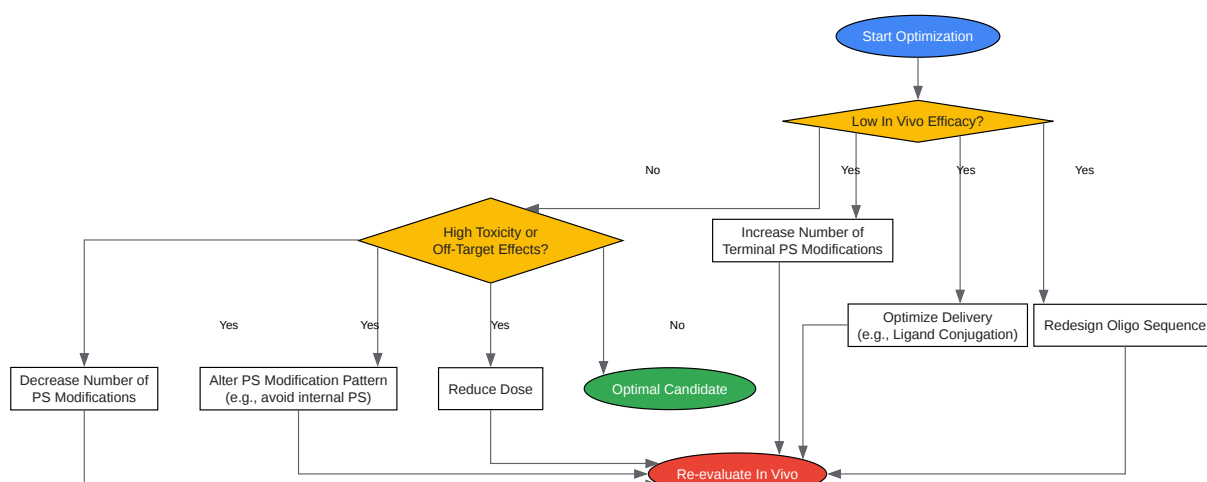 Start Optimization
Low In Vivo Efficacy?
No
Yes
Yes
Yes
High Toxicity or
Off-Target Effects?
Increase Number of
Terminal PS Modifications
Optimize Delivery
(e.g., Ligand Conjugation)
Redesign Oligo Sequence
Yes
Yes
Yes
No
Decrease Number of
PS Modifications
Alter PS Modification Pattern
(e.g., avoid internal PS)
Reduce Dose
Optimal Candidate
Re-evaluate In Vivo